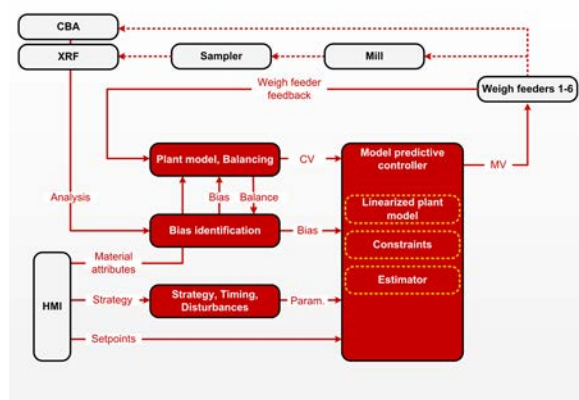 CBA
XRF
Sampler
Mill
Weigh feeders 1-6
Weigh feeder
feedback
Plant model, Balancing
CV
Model predictive
controller
MV
Linearized plant
model
Analysis
Bias
Balance
Bias identification
Bias
Constraints
Material
attributes
Estimator
HMI
Strategy
Strategy, Timing,
Disturbances
Param.
Setpoints